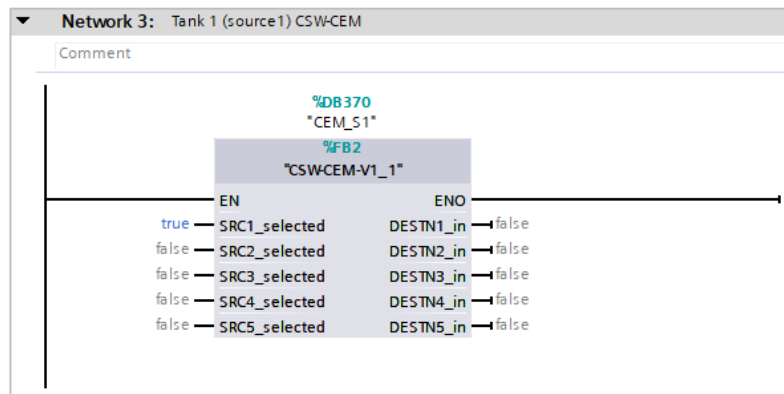 Network 3: Tank 1 (source1) CSW-CEM
Comment
%DB370
"CEM_S1"
%FB2
"CSW-CEM-V1_1"
EN ENO
true SRC1_selected DESTN1_in false
false SRC2_selected DESTN2_in false
false SRC3_selected DESTN3_in false
false SRC4_selected DESTN4_in false
false SRC5_selected DESTN5_in false